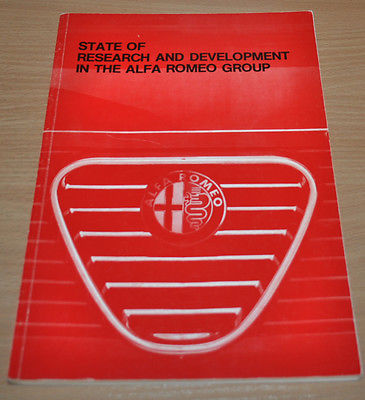 STATE OF
RESEARCH AND DEVELOPMENT
IN THE ALFA ROMEO GROUP
ALFA ROMEO